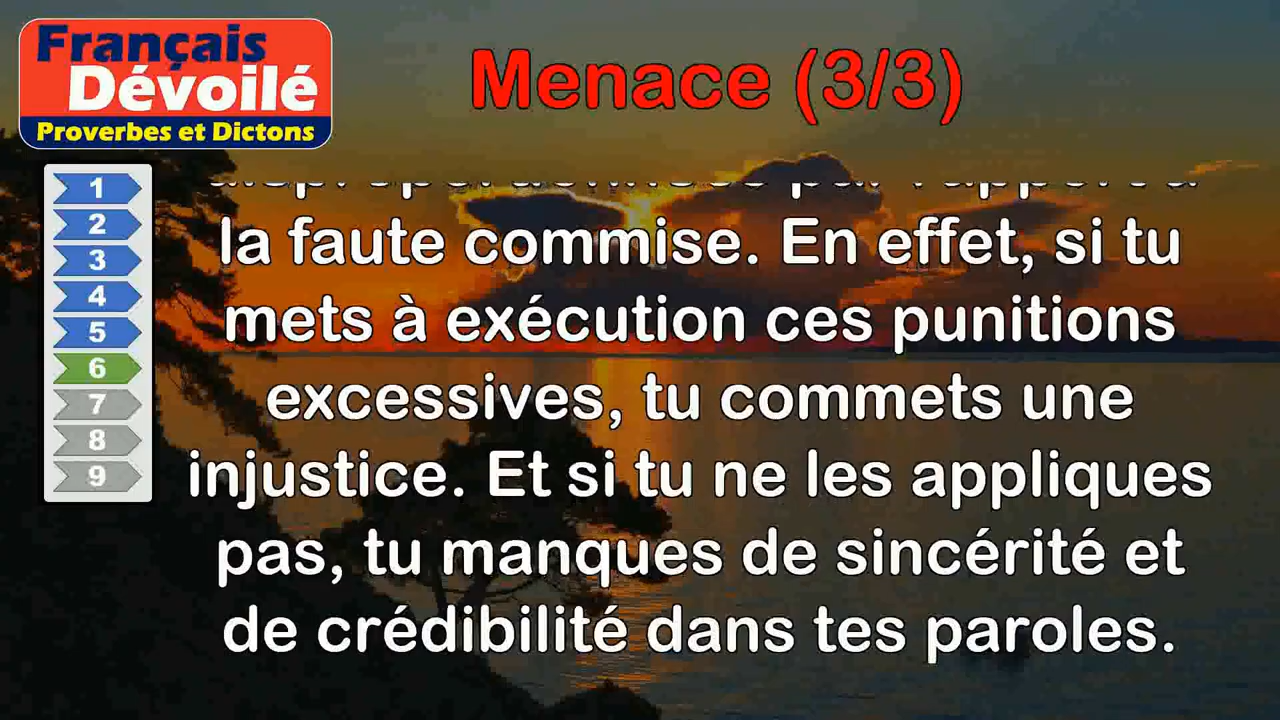 Français
Dévoilé
Proverbes et Dictons
Menace (3/3)
1
2
3
4
5
6
7
8
9
la faute commise. En effet, si tu
mets à exécution ces punitions
excessives, tu commets une
injustice. Et si tu ne les appliques
pas, tu manques de sincérité et
de crédibilité dans tes paroles.